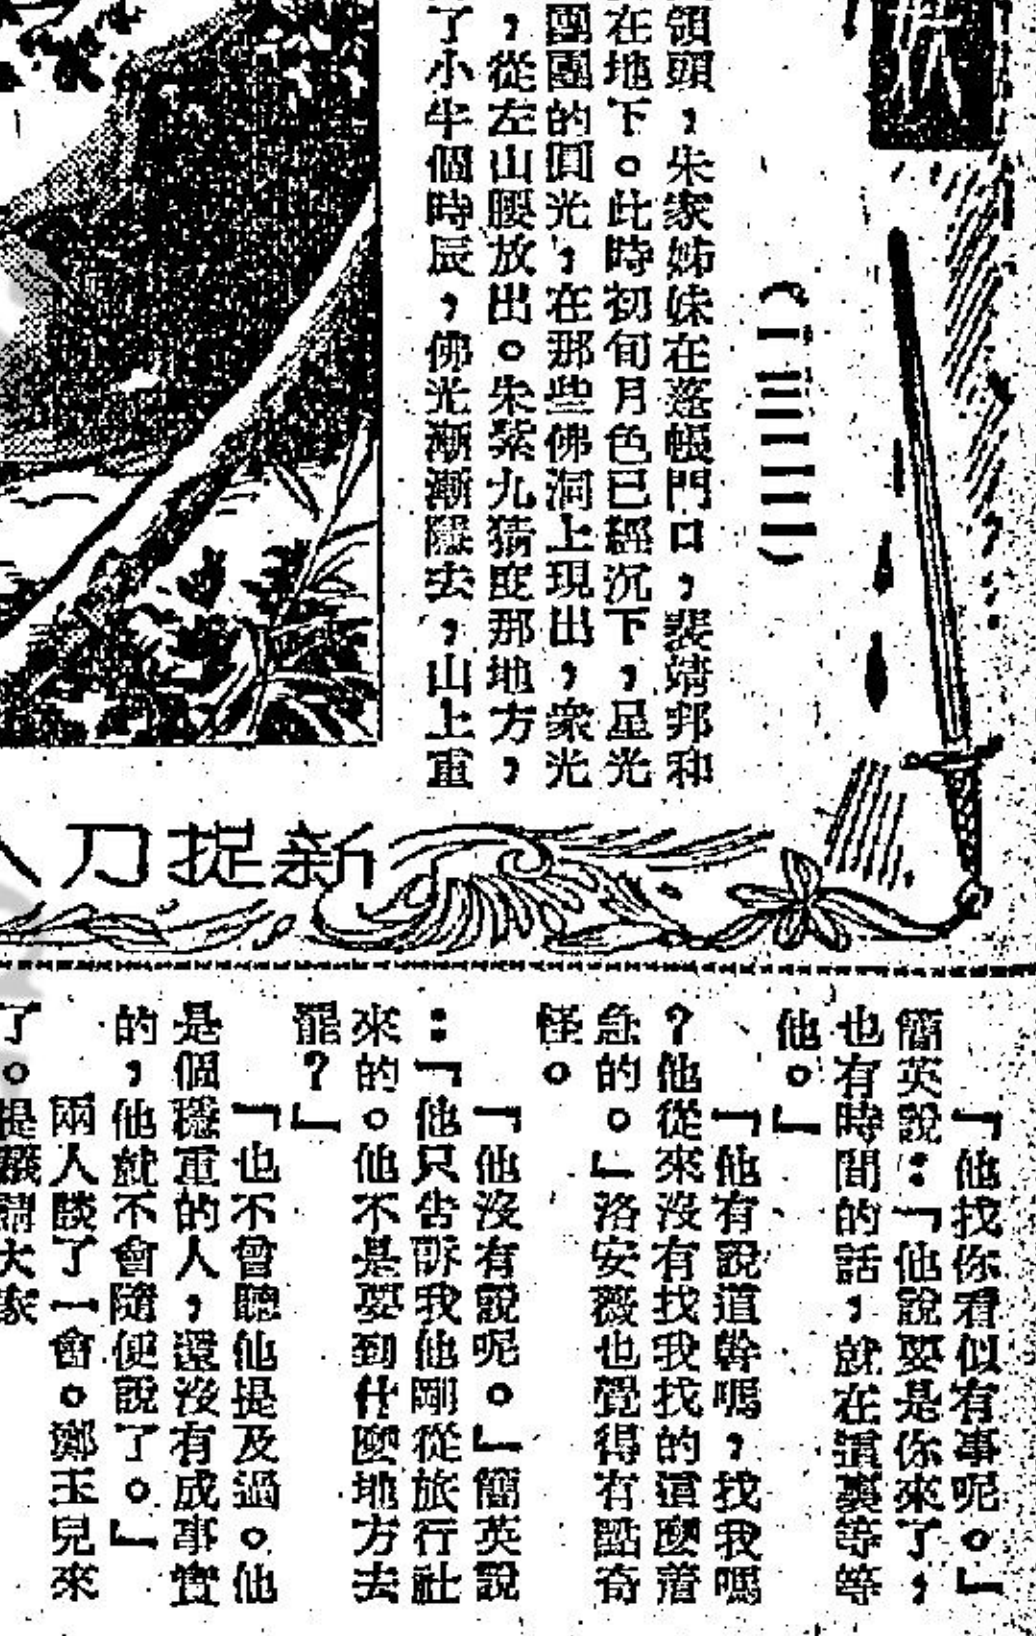 （一三二二二）
領頭，朱家姊妹在蓬帳門口，裴靖邦和
在地下。此時初旬月色已經沉下，星光
團團的圓光，在那些佛洞上現出，衆光
，從左山腰放出。朱紫九猜度那地方，
了小半個時辰，佛光漸漸隱去，山上重
新捉刀人
「他找你看似有事呢。」
簡英說：「他說要是你來了，
也有時間的話，就在這裏等等
他。」
「他有說道幹嗎，找我嗎
？他從來沒有找我找的這麼着
急的。」洛安薇也覺得有點奇
怪。
「他沒有說呢。」簡英說
：「他只告訴我他剛從旅行社
來的。他不是要到什麼地方去
罷？」
「也不曾聽他提及過。他
是個穩重的人，還沒有成事實
的，他就不會隨便說了。」
兩人談了一會。鄭玉兒來
了。是
大家